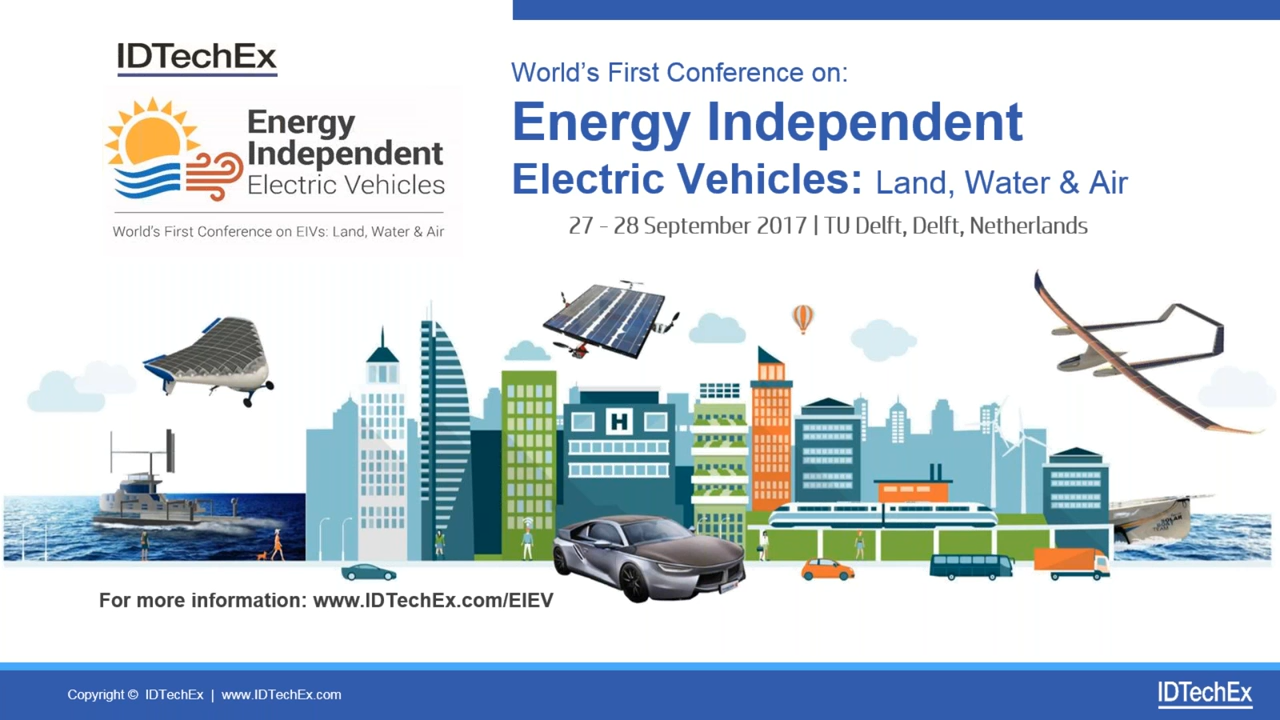 IDTechEx
Energy
Independent
Electric Vehicles
World's First Conference on EIVs: Land, Water & Air
World's First Conference on:
Energy Independent
Electric Vehicles: Land, Water & Air
27 - 28 September 2017 | TU Delft, Delft, Netherlands
H
SOLAR
For more information: www.IDTechEx.com/EIEV
Copyright © IDTechEx | www.IDTechEx.com
IDTechEx